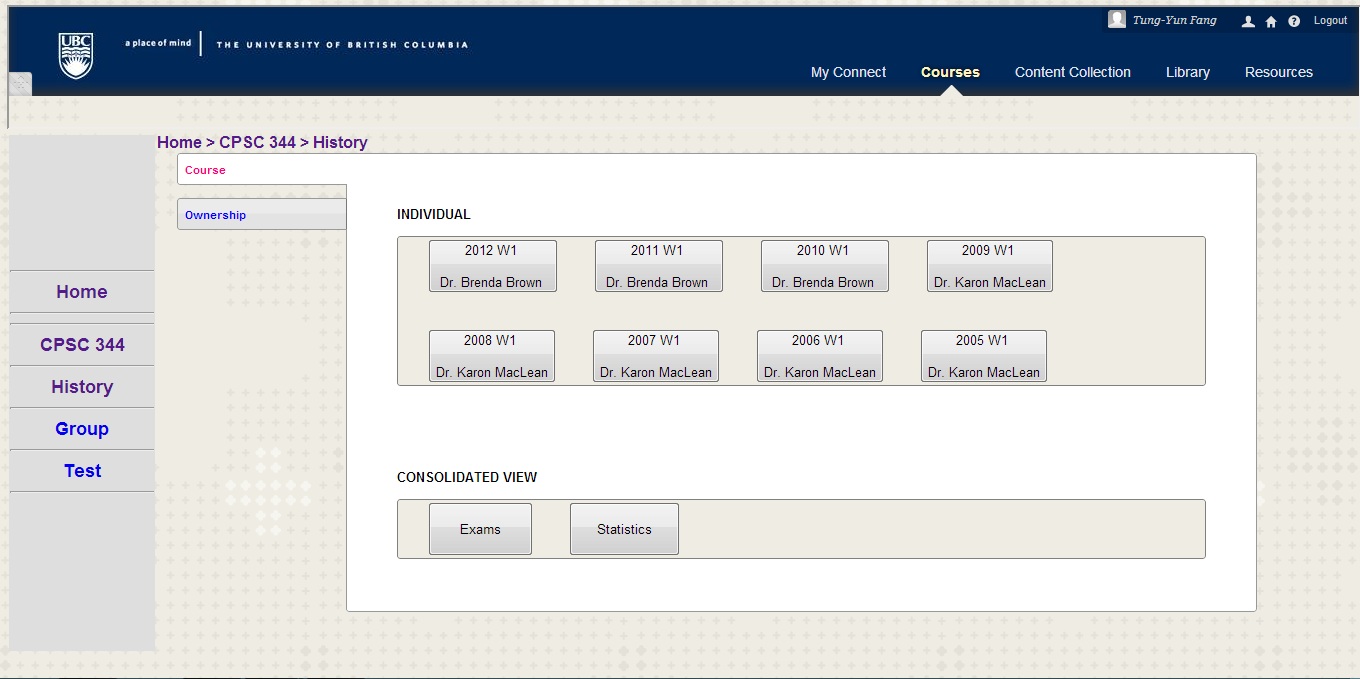 Tung-Yun Fang
Logout
UBC
a place of mind
THE UNIVERSITY OF BRITISH COLUMBIA
My Connect
Courses
Content Collection
Library
Resources
Home > CPSC 344 > History
Course
Ownership
Home
CPSC 344
History
Group
Test
INDIVIDUAL
2012 W1
Dr. Brenda Brown
2011 W1
Dr. Brenda Brown
2010 W1
Dr. Brenda Brown
2009 W1
Dr. Karon MacLean
2008 W1
Dr. Karon MacLean
2007 W1
Dr. Karon MacLean
2006 W1
Dr. Karon MacLean
2005 W1
Dr. Karon MacLean
CONSOLIDATED VIEW
Exams
Statistics